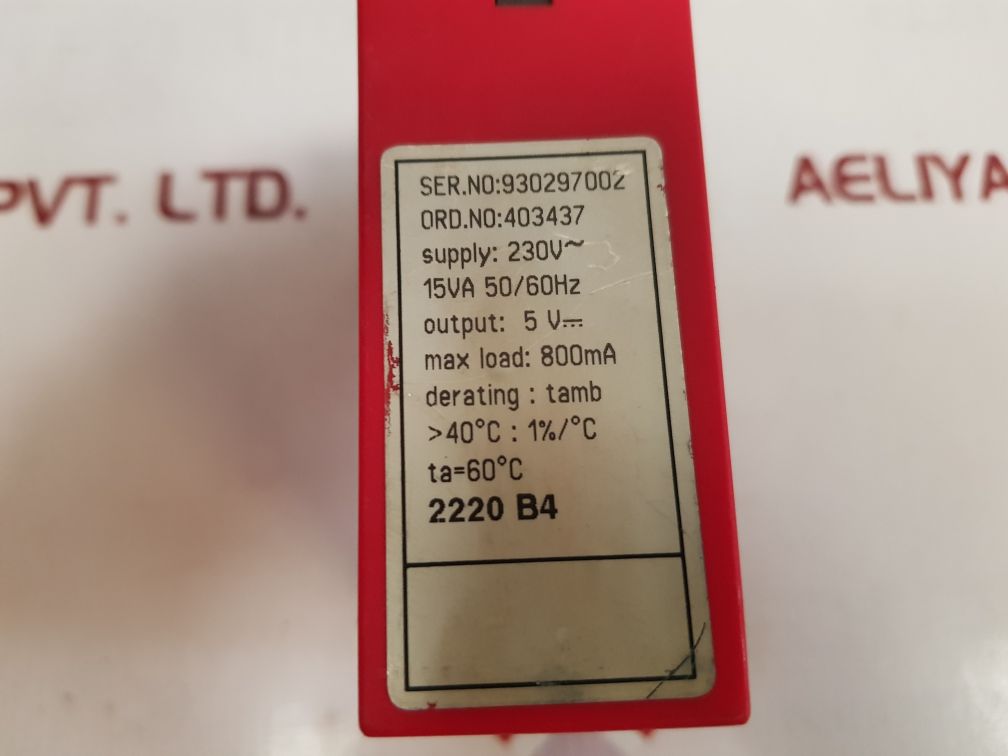 PVT. LTD.
AELIYA
SER.NO:930297002
ORD.NO:403437
supply: 230V~
15VA 50/60Hz
output: 5 V⎓
max load: 800mA
derating : tamb
>40°C : 1%/°C
ta=60°C
2220 B4